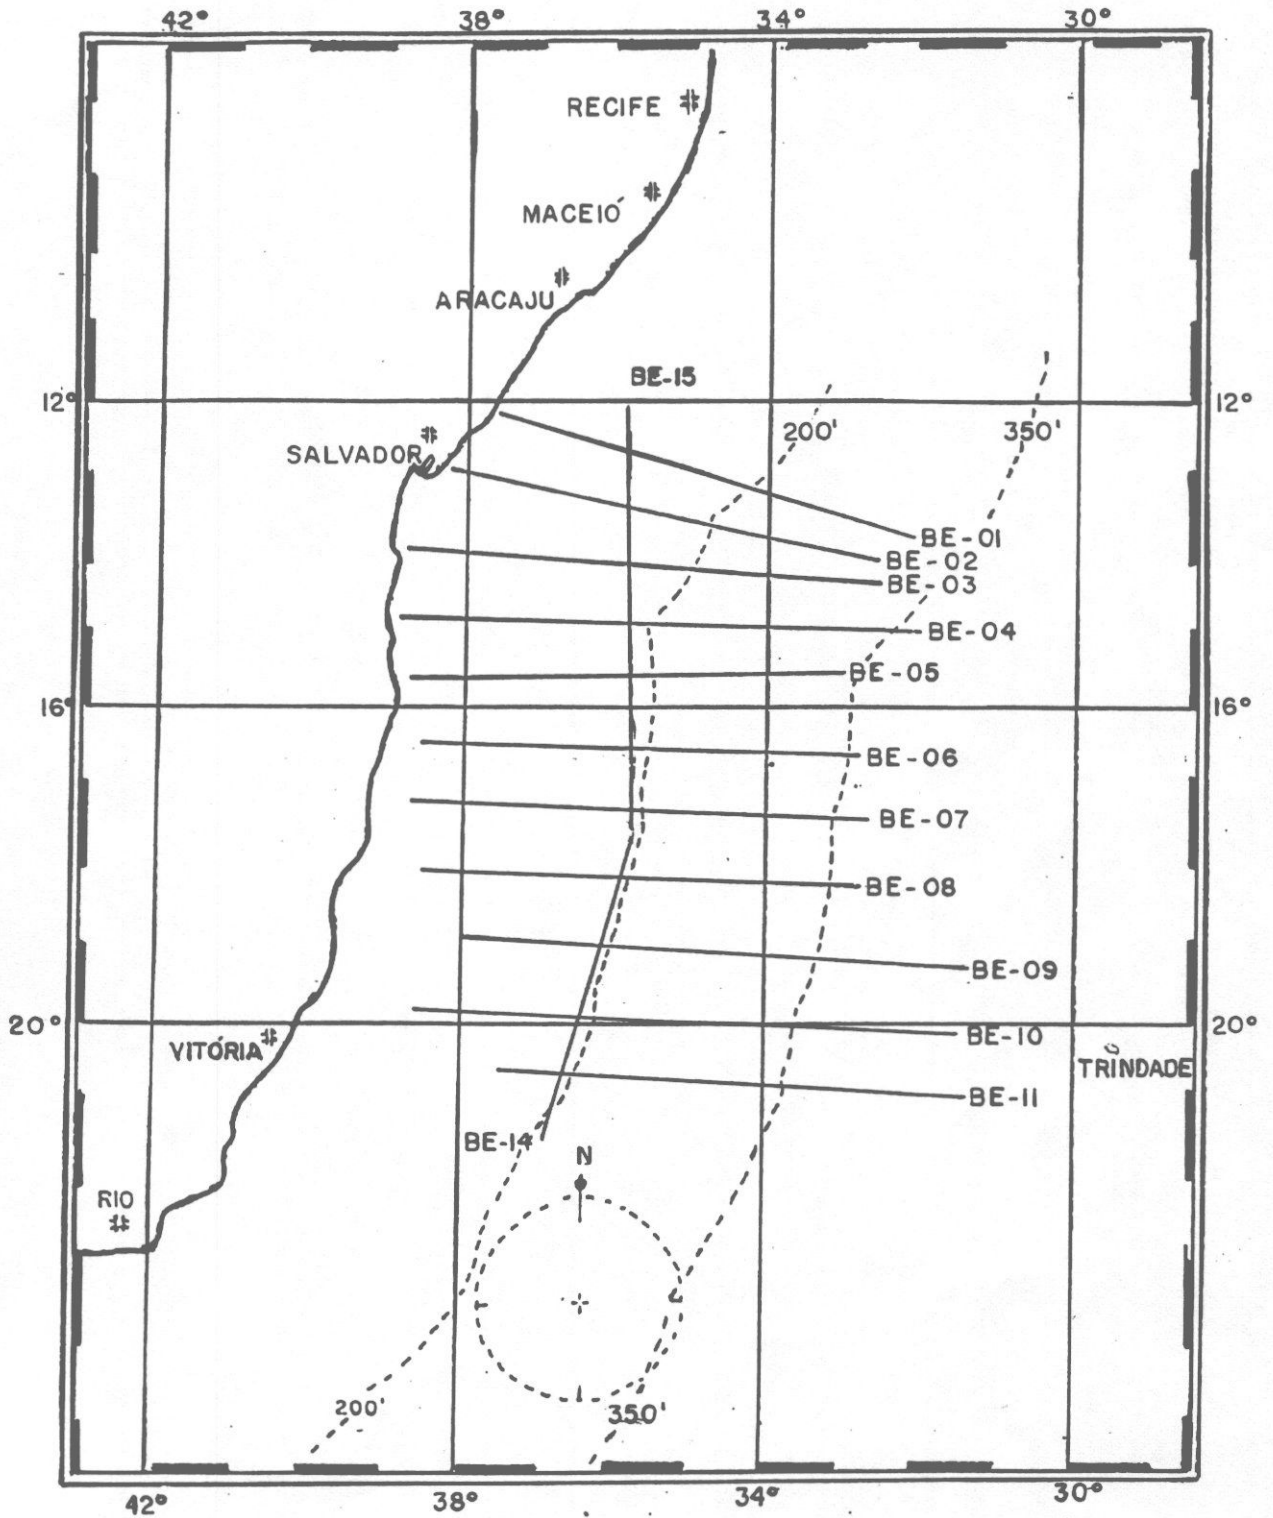 42° 38° 34° 30°
RECIFE
MACEIÓ
ARACAJU
BE-15
12° 12°
200' 350'
SALVADOR
BE-01
BE-02
BE-03
BE-04
BE-05
16° 16°
BE-06
BE-07
BE-08
BE-09
20° 20°
BE-10
VITÓRIA
TRINDADE
BE-11
BE-14
N
RIO
200' 350'
42° 38° 34° 30°